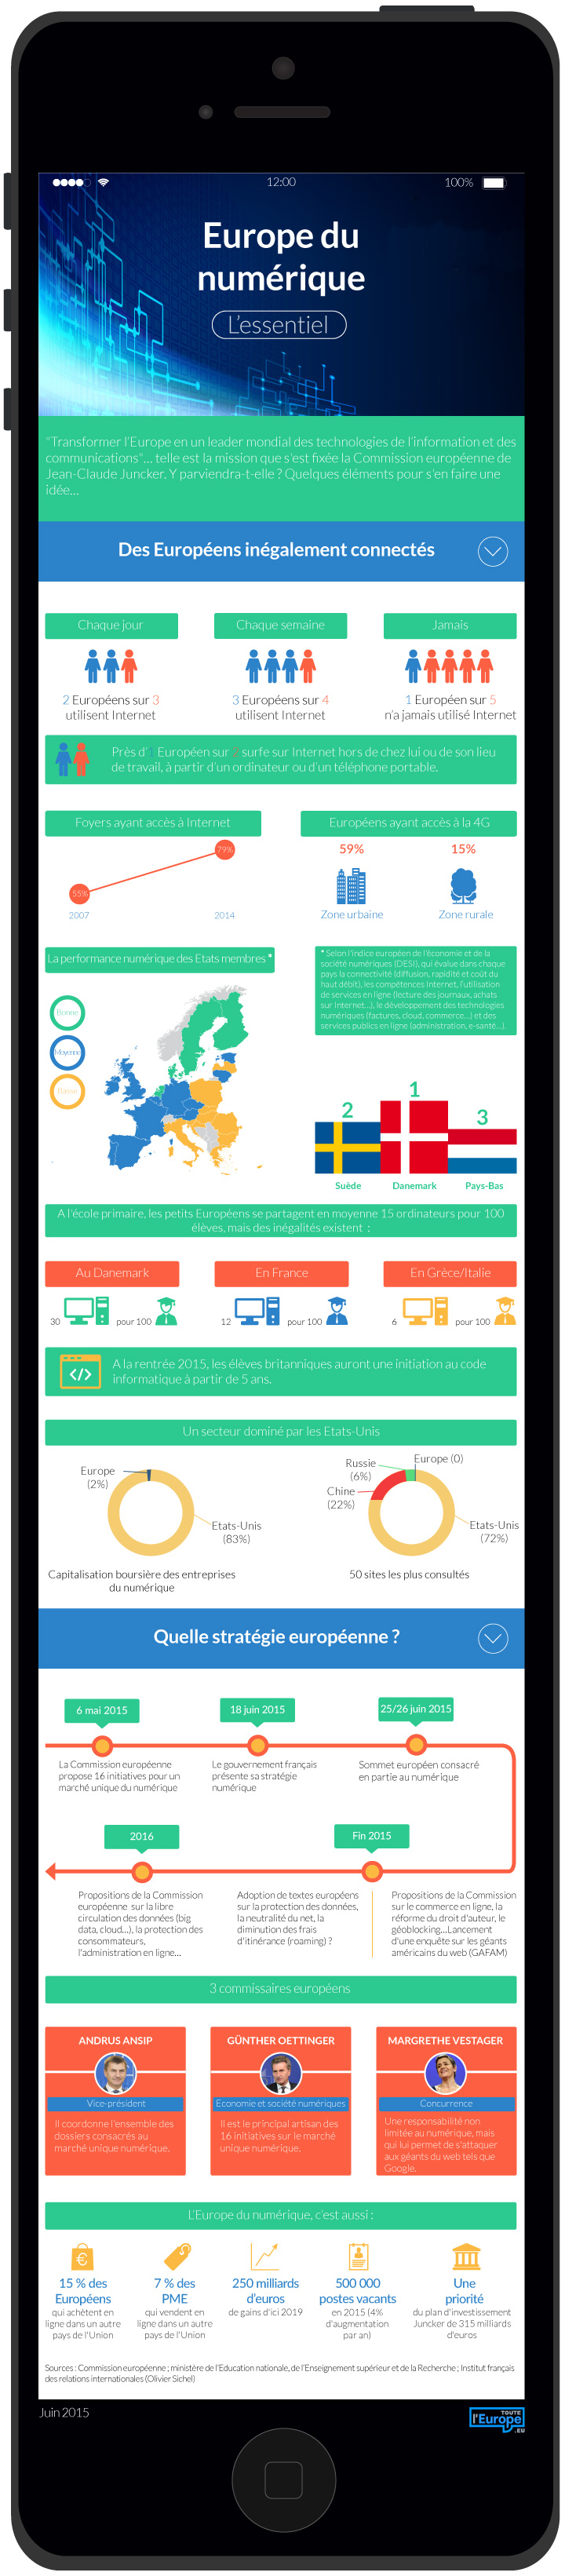 12:00
100%
Europe du
numérique
L'essentiel
"Transformer l'Europe en un leader mondial des technologies de l'information et des
communications"... telle est la mission que s'est fixée la Commission européenne de
Jean-Claude Juncker. Y parviendra-t-elle ? Quelques éléments pour s'en faire une
idée...
Des Européens inégalement connectés
Chaque jour
Chaque semaine
Jamais
2 Européens sur 3
utilisent Internet
3 Européens sur 4
utilisent Internet
1 Européen sur 5
n'a jamais utilisé Internet
Près d'1 Européen sur 2 surfe sur Internet hors de chez lui ou de son lieu
de travail, à partir d'un ordinateur ou d'un téléphone portable.
Foyers ayant accès à Internet
Européens ayant accès à la 4G
79%
55%
2007
2014
59%
15%
Zone urbaine
Zone rurale
La performance numérique des Etats membres *
* Selon l'indice européen de l'économie et de la
société numériques (DESI), qui évalue dans chaque
pays la connectivité (diffusion, rapidité et coût du
haut débit), les compétences Internet, l'utilisation
de services en ligne (lecture des journaux, achats
sur Internet...), le développement des technologies
numériques (factures, cloud, commerce...) et des
services publics en ligne (administration, e-santé...).
Bonne
Moyenne
Basse
2
1
3
Suède
Danemark
Pays-Bas
A l'école primaire, les petits Européens se partagent en moyenne 15 ordinateurs pour 100
élèves, mais des inégalités existent :
Au Danemark
En France
En Grèce/Italie
30
pour 100
12
pour 100
6
pour 100
</>
A la rentrée 2015, les élèves britanniques auront une initiation au code
informatique à partir de 5 ans.
Un secteur dominé par les Etats-Unis
Europe
(2%)
Etats-Unis
(83%)
Capitalisation boursière des entreprises
du numérique
Russie
(6%)
Europe (0)
Chine
(22%)
Etats-Unis
(72%)
50 sites les plus consultés
Quelle stratégie européenne ?
6 mai 2015
18 juin 2015
25/26 juin 2015
La Commission européenne
propose 16 initiatives pour un
marché unique du numérique
Le gouvernement français
présente sa stratégie
numérique
Sommet européen consacré
en partie au numérique
2016
Fin 2015
Propositions de la Commission
européenne sur la libre
circulation des données (big
data, cloud...), la protection des
consommateurs,
l'administration en ligne...
Adoption de textes européens
sur la protection des données,
la neutralité du net, la
diminution des frais
d'itinérance (roaming) ?
Propositions de la Commission
sur le commerce en ligne, la
réforme du droit d'auteur, le
géoblocking...Lancement
d'une enquête sur les géants
américains du web (GAFAM)
3 commissaires européens
ANDRUS ANSIP
Vice-président
Il coordonne l'ensemble des
dossiers consacrés au
marché unique numérique.
GÜNTHER OETTINGER
Economie et société numériques
Il est le principal artisan des
16 initiatives sur le marché
unique numérique.
MARGRETHE VESTAGER
Concurrence
Une responsabilité non
limitée au numérique, mais
qui lui permet de s'attaquer
aux géants du web tels que
Google.
L'Europe du numérique, c'est aussi :
15 % des
Européens
qui achètent en
ligne dans un autre
pays de l'Union
7 % des
PME
qui vendent en
ligne dans un autre
pays de l'Union
250 milliards
d'euros
de gains d'ici 2019
500 000
postes vacants
en 2015 (4%
d'augmentation
par an)
Une
priorité
du plan d'investissement
Juncker de 315 milliards
d'euros
Sources : Commission européenne ; ministère de l'Education nationale, de l'Enseignement supérieur et de la Recherche ; Institut français
des relations internationales (Olivier Sichel)
Juin 2015
TOUTE
l'Europe
.EU